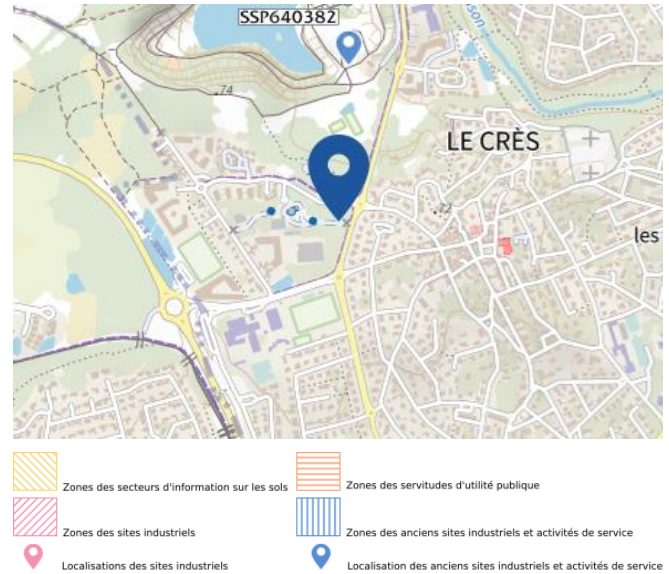 SSP640382
.74
LE CRÈS
72
les
Zones des secteurs d'information sur les sols
Zones des servitudes d'utilité publique
Zones des sites industriels
Zones des anciens sites industriels et activités de service
Localisations des sites industriels
Localisation des anciens sites industriels et activités de service